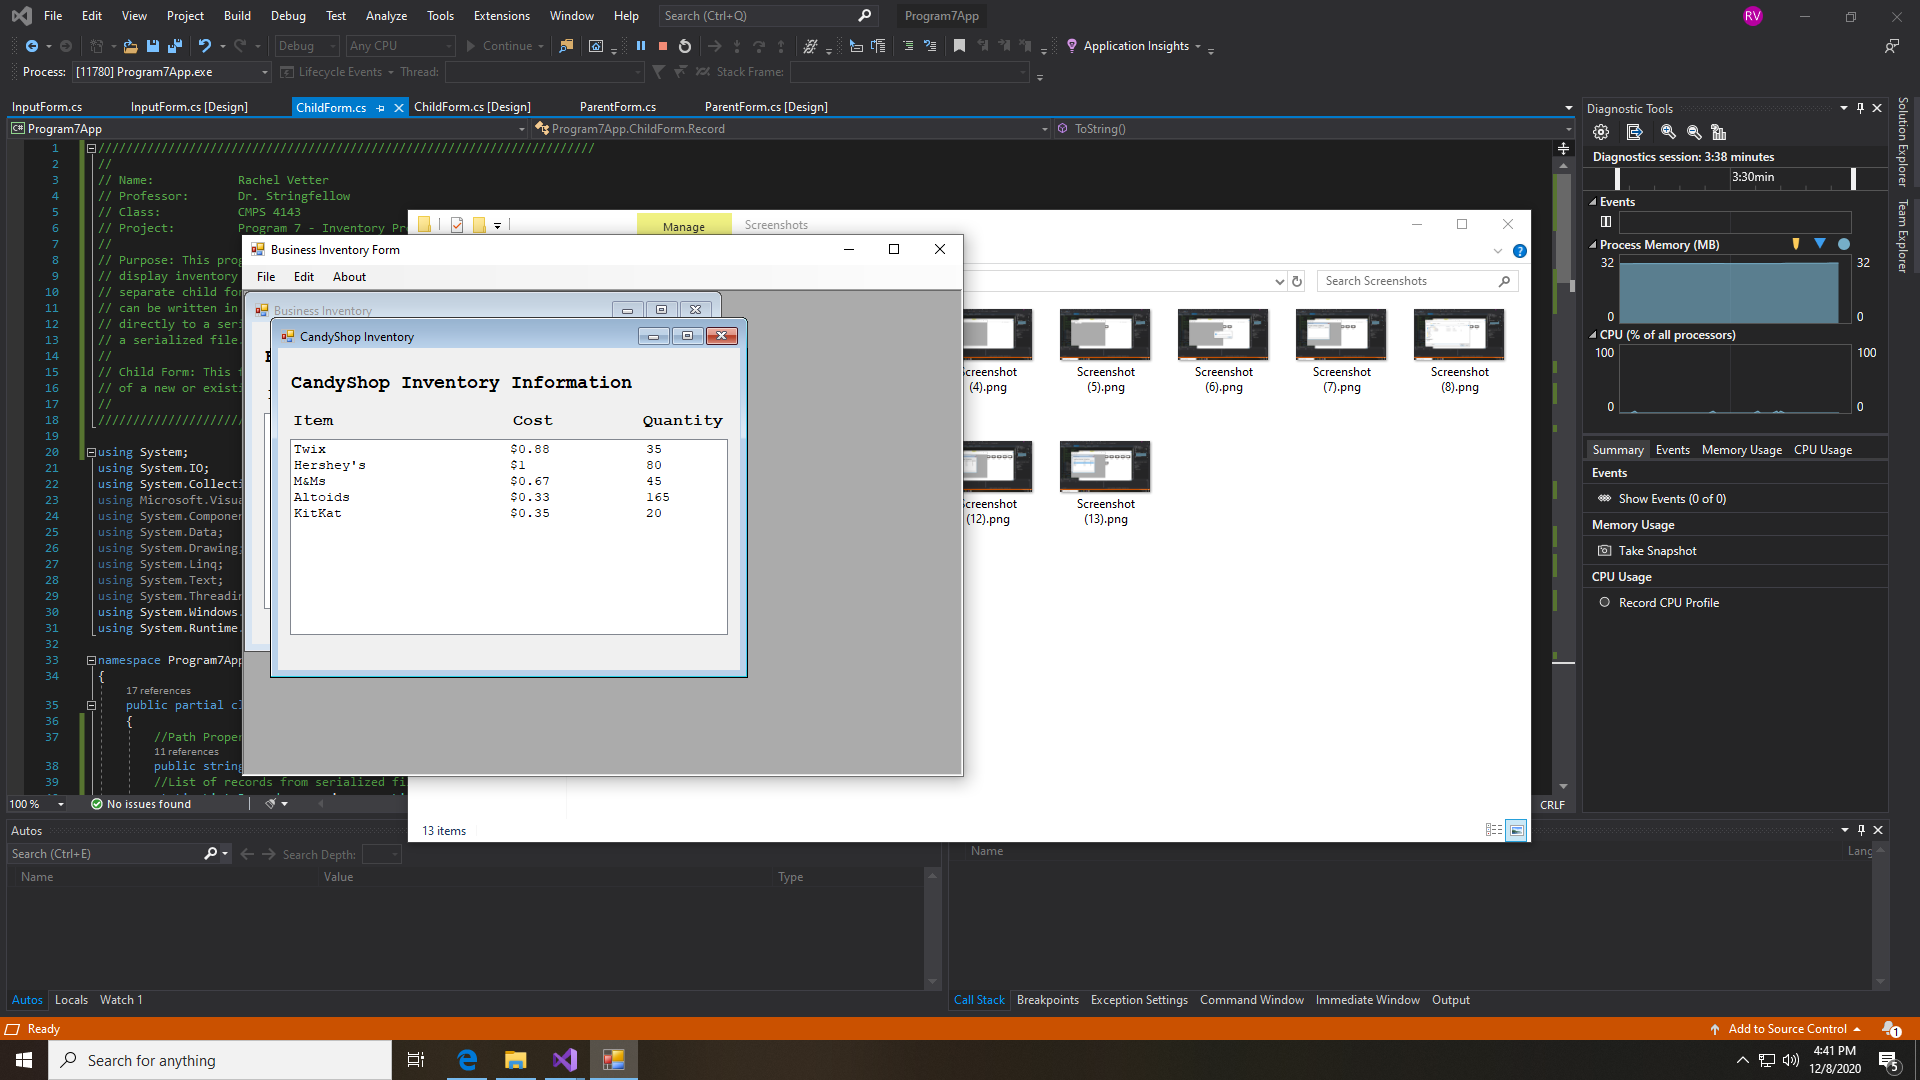 File Edit View Project Build Debug Test Analyze Tools Extensions Window Help Search (Ctrl+Q) Program7App RV
Debug Any CPU Continue Application Insights
Process: [11780] Program7App.exe Lifecycle Events Thread: Stack Frame:
InputForm.cs InputForm.cs [Design] ChildForm.cs ChildForm.cs [Design] ParentForm.cs ParentForm.cs [Design]
C# Program7App Program7App.ChildForm.Record ToString()
1 ///////////////////////////////////////////////////////////////////////
2 //
3 // Name: Rachel Vetter
4 // Professor: Dr. Stringfellow
5 // Class: CMPS 4143
6 // Project: Program 7 - Inventory Pr
7 //
8 // Purpose: This prog
9 // display inventory
10 // separate child for
11 // can be written in
12 // directly to a seri
13 // a serialized file.
14 //
15 // Child Form: This f
16 // of a new or existi
17 //
18 /////////////////////
19
20 using System;
21 using System.IO;
22 using System.Collecti
23 using Microsoft.Visua
24 using System.Componen
25 using System.Data;
26 using System.Drawing;
27 using System.Linq;
28 using System.Text;
29 using System.Threadin
30 using System.Windows.
31 using System.Runtime.
32
33 namespace Program7App
34 {
17 references
35 public partial cl
36 {
37 //Path Proper
11 references
38 public string
39 //List of records from serialized fi
100 % No issues found CRLF
Manage Screenshots
Search Screenshots
Screenshot (4).png
Screenshot (5).png
Screenshot (6).png
Screenshot (7).png
Screenshot (8).png
Screenshot (12).png
Screenshot (13).png
13 items
Business Inventory Form
File Edit About
Business Inventory
CandyShop Inventory
CandyShop Inventory Information
Item Cost Quantity
Twix $0.88 35
Hershey's $1 80
M&Ms $0.67 45
Altoids $0.33 165
KitKat $0.35 20
Diagnostic Tools
Diagnostics session: 3:38 minutes
3:30min
Events
Process Memory (MB)
32 32
0 0
CPU (% of all processors)
100 100
0 0
Summary Events Memory Usage CPU Usage
Events
Show Events (0 of 0)
Memory Usage
Take Snapshot
CPU Usage
Record CPU Profile
Solution Explorer
Team Explorer
Autos
Search (Ctrl+E) Search Depth:
Name Value Type
Name Lang
Autos Locals Watch 1
Call Stack Breakpoints Exception Settings Command Window Immediate Window Output
Ready Add to Source Control 1
Search for anything
4:41 PM
12/8/2020
5